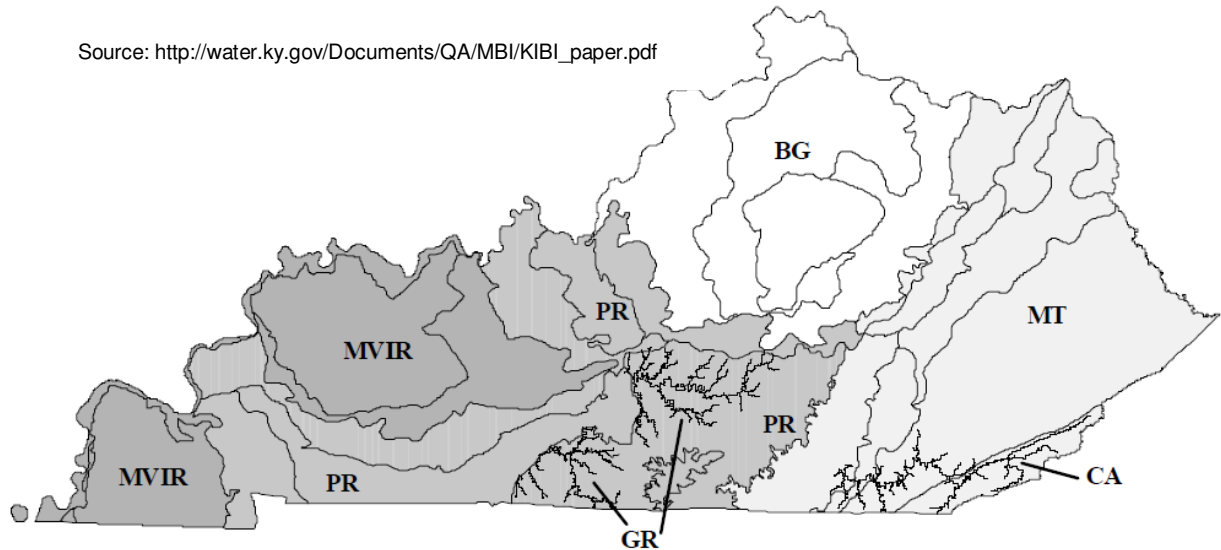 Source: http://water.ky.gov/Documents/QA/MBI/KIBI_paper.pdf
BG
PR
MT
MVIR
PR
MVIR
PR
CA
GR